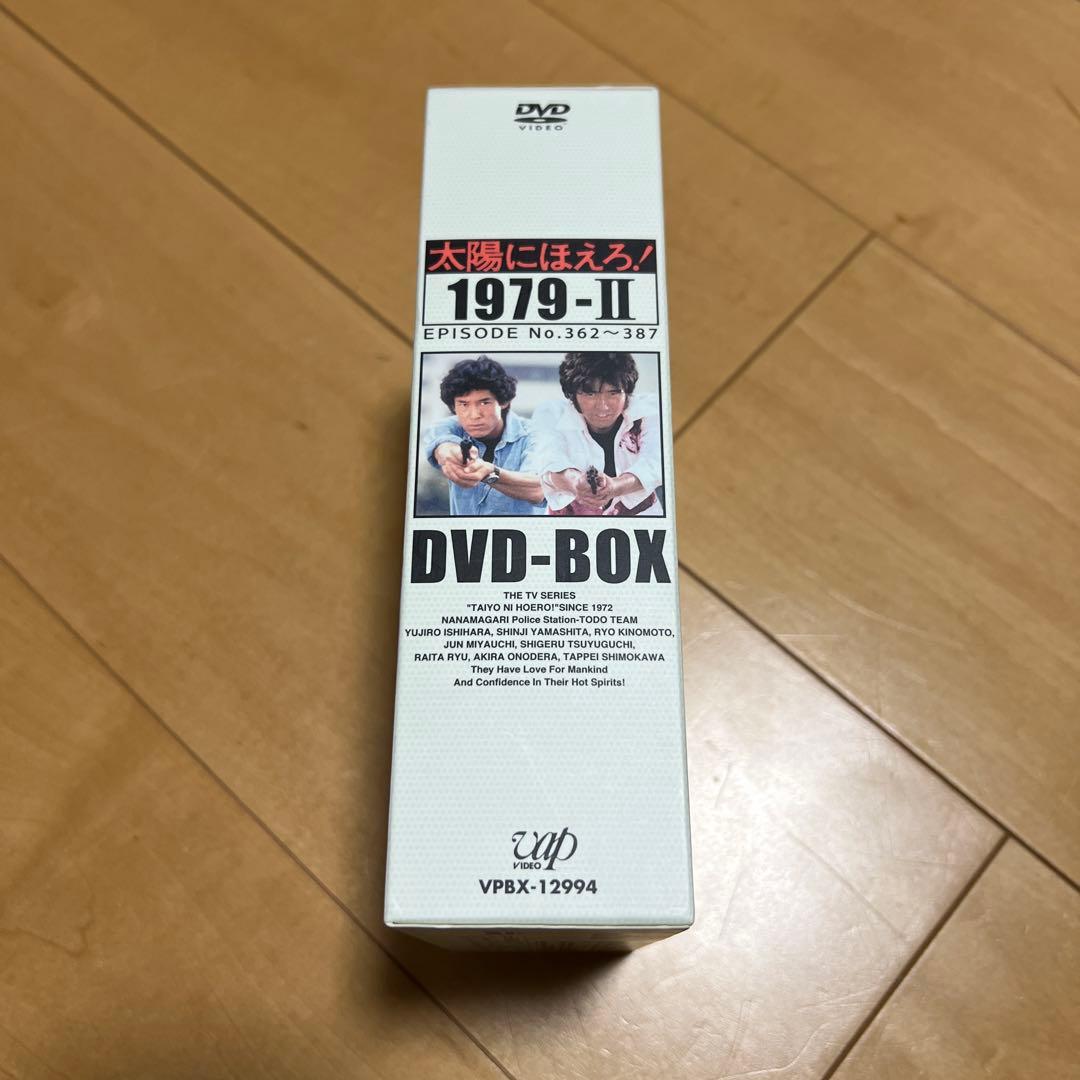 DVD
VIDEO
太陽にほえろ!
1979-II
EPISODE No.362～387
DVD-BOX
THE TV SERIES
"TAIYO NI HOERO!"SINCE 1972
NANAMAGARI Police Station-TODO TEAM
YUJIRO ISHIHARA, SHINJI YAMASHITA, RYO KINOMOTO,
JUN MIYAUCHI, SHIGERU TSUYUGUCHI,
RAITA RYU, AKIRA ONODERA, TAPPEI SHIMOKAWA
They Have Love For Mankind
And Confidence In Their Hot Spirits!
vap
VIDEO
VPBX-12994